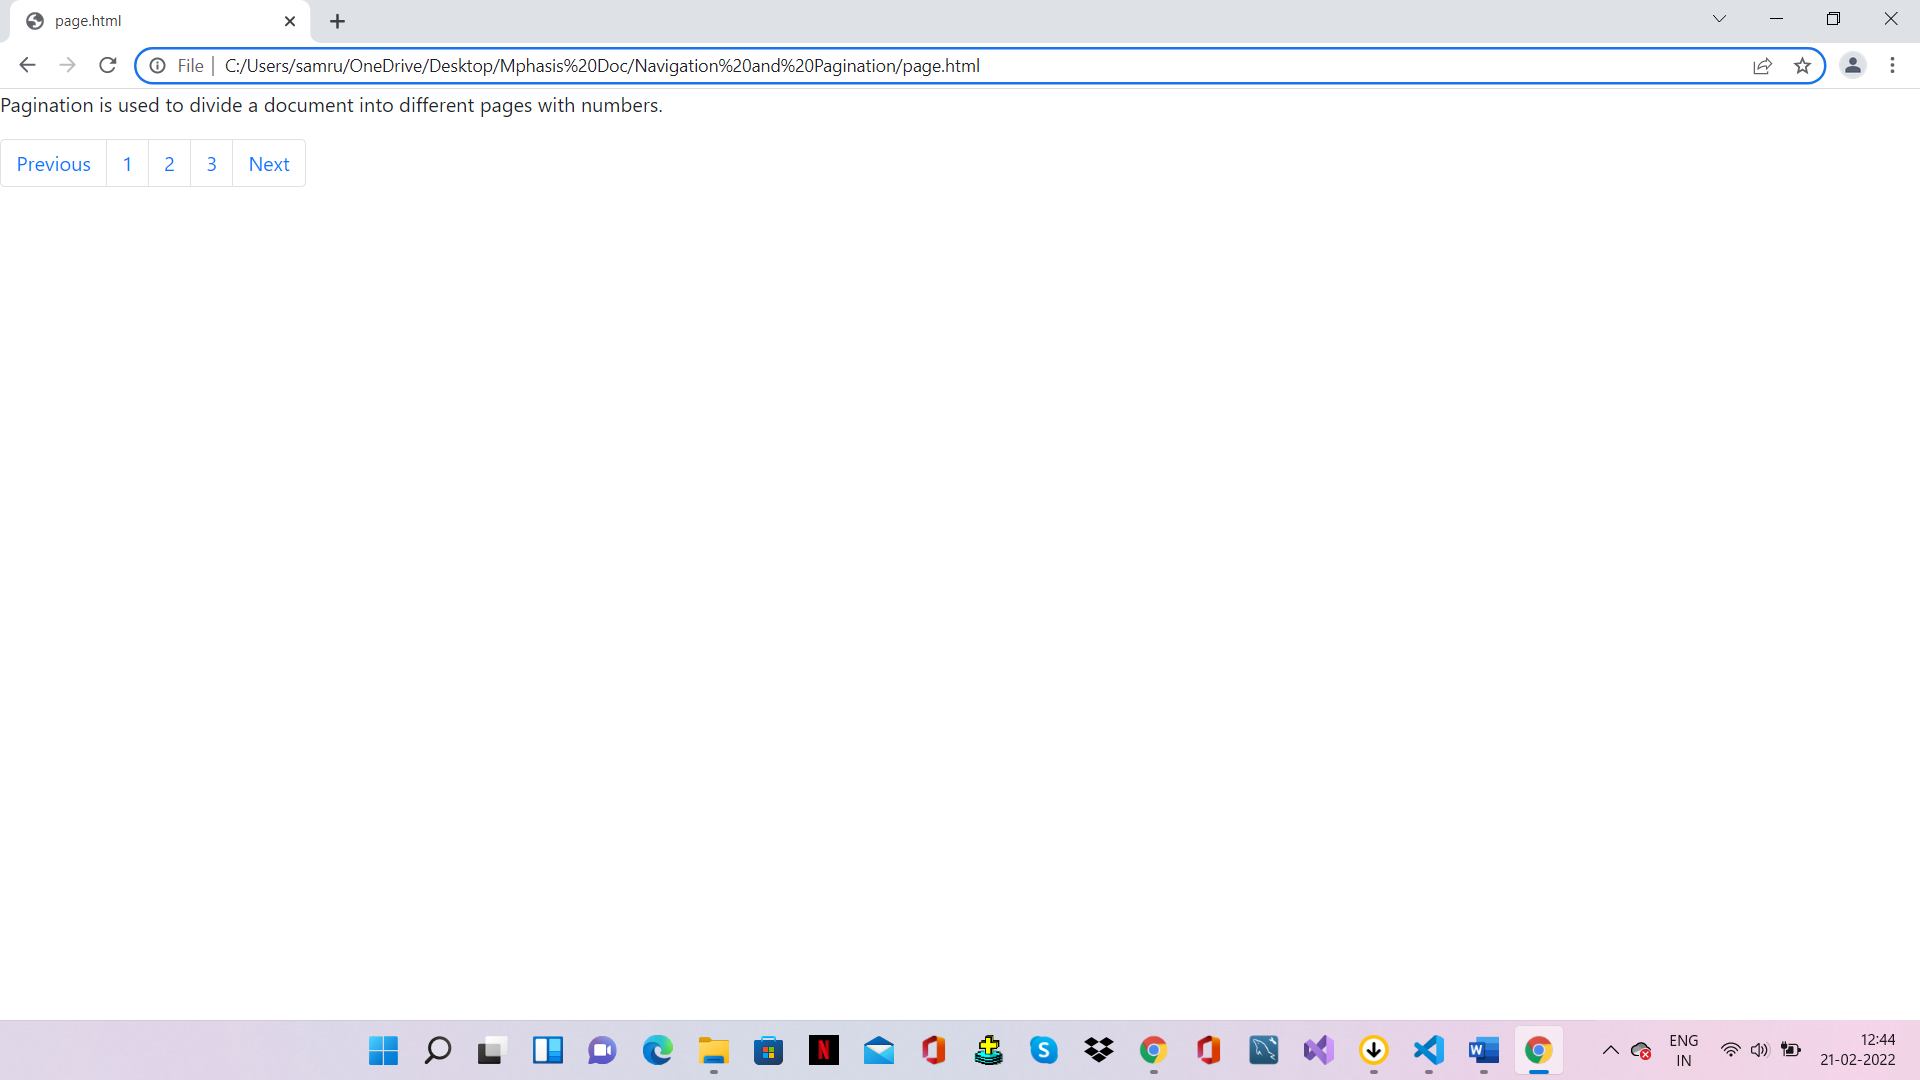 page.html
File | C:/Users/samru/OneDrive/Desktop/Mphasis%20Doc/Navigation%20and%20Pagination/page.html
Pagination is used to divide a document into different pages with numbers.
Previous 1 2 3 Next
N S W
ENG 12:44
IN 21-02-2022